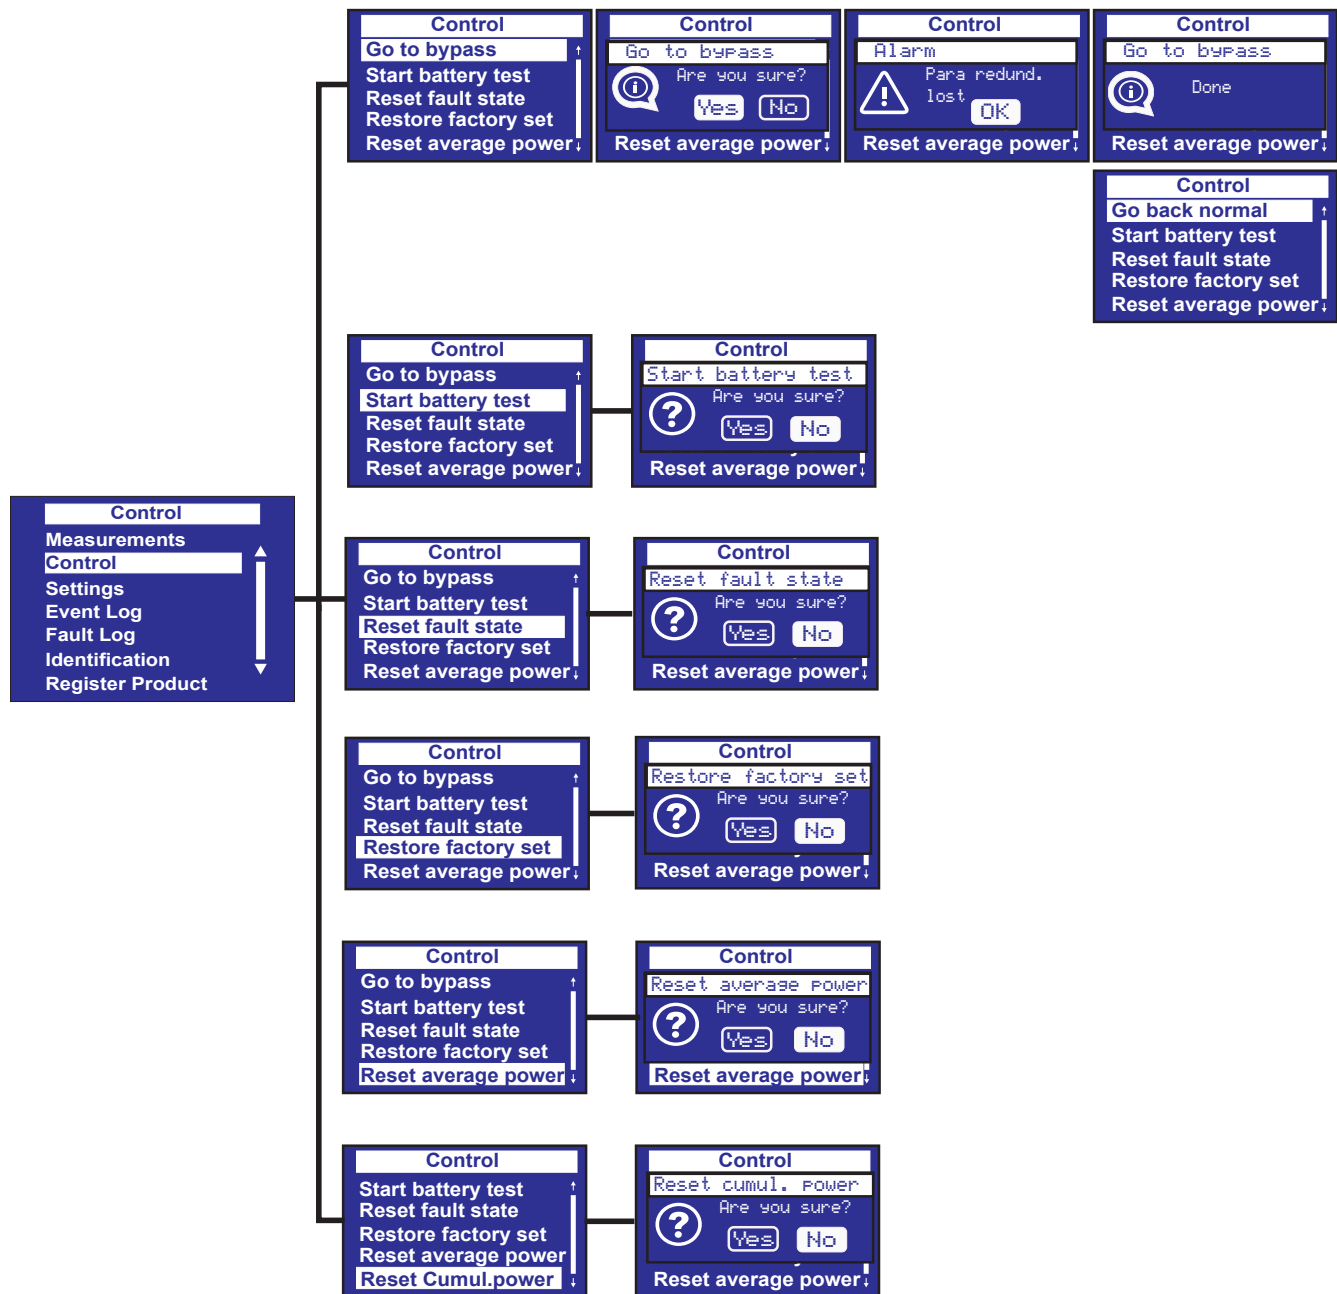 Control
Go to bypass
Start battery test
Reset fault state
Restore factory set
Reset average power
Control
Go to bypass
Are you sure?
Yes No
Reset average power
Control
Alarm
Para redund.
lost
OK
Reset average power
Control
Go to bypass
Done
Reset average power
Control
Go back normal
Start battery test
Reset fault state
Restore factory set
Reset average power
Control
Go to bypass
Start battery test
Reset fault state
Restore factory set
Reset average power
Control
Start battery test
Are you sure?
Yes No
Reset average power
Control
Measurements
Control
Settings
Event Log
Fault Log
Identification
Register Product
Control
Go to bypass
Start battery test
Reset fault state
Restore factory set
Reset average power
Control
Reset fault state
Are you sure?
Yes No
Reset average power
Control
Go to bypass
Start battery test
Reset fault state
Restore factory set
Reset average power
Control
Restore factory set
Are you sure?
Yes No
Reset average power
Control
Go to bypass
Start battery test
Reset fault state
Restore factory set
Reset average power
Control
Reset average power
Are you sure?
Yes No
Reset average power
Control
Start battery test
Reset fault state
Restore factory set
Reset average power
Reset Cumul.power
Control
Reset cumul. power
Are you sure?
Yes No
Reset average power